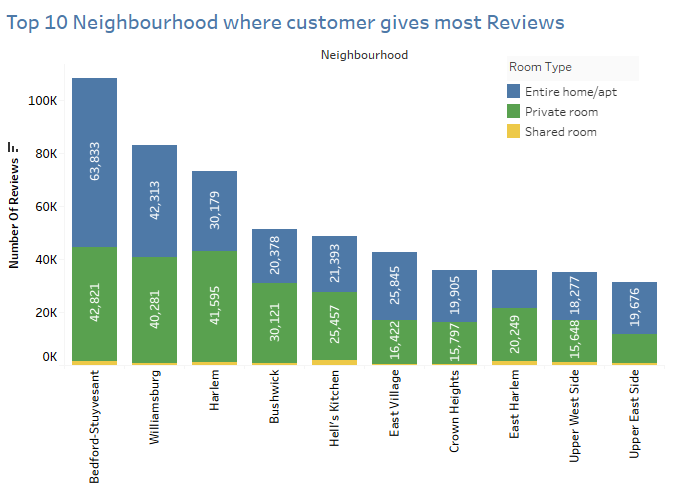 Top 10 Neighbourhood where customer gives most Reviews
Neighbourhood
Room Type
Entire home/apt
Private room
Shared room
Number Of Reviews
100K
80K
60K
40K
20K
0K
63,833
42,821
42,313
40,281
30,179
41,595
20,378
30,121
21,393
25,457
25,845
16,422
19,905
15,797
20,249
18,277
15,648
19,676
Bedford-Stuyvesant
Williamsburg
Harlem
Bushwick
Hell's Kitchen
East Village
Crown Heights
East Harlem
Upper West Side
Upper East Side